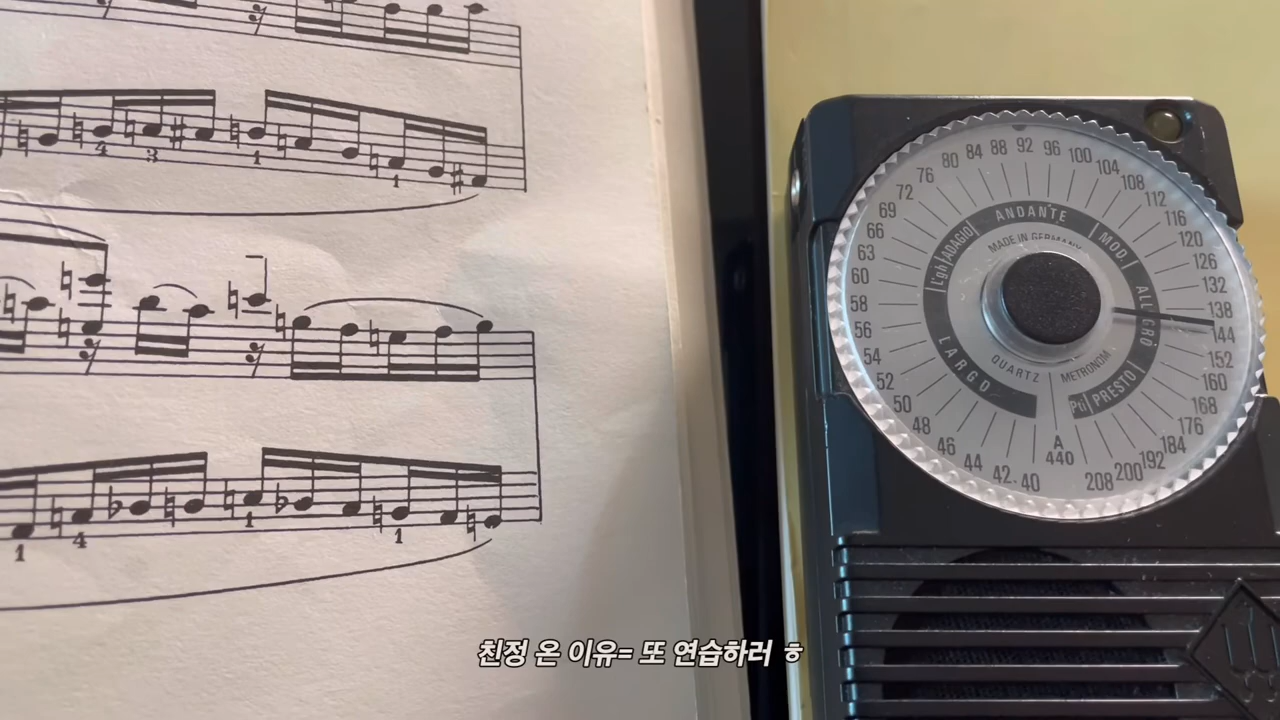 4 3 1
1
1 4 1 1
40 42 44 46 48 50 52 54 56 58 60 63 66 69 72 76 80 84 88 92 96 100 104 108 112 116 120 126 132 138 144 152 160 168 176 184 192 200 208
LARGO L'gh ADAGIO ANDANTE MOD. ALLEGRO PRESTO Pti
MADE IN GERMANY
QUARTZ METRONOM
A
440
친정 온 이유= 또 연습하러 ㅎ